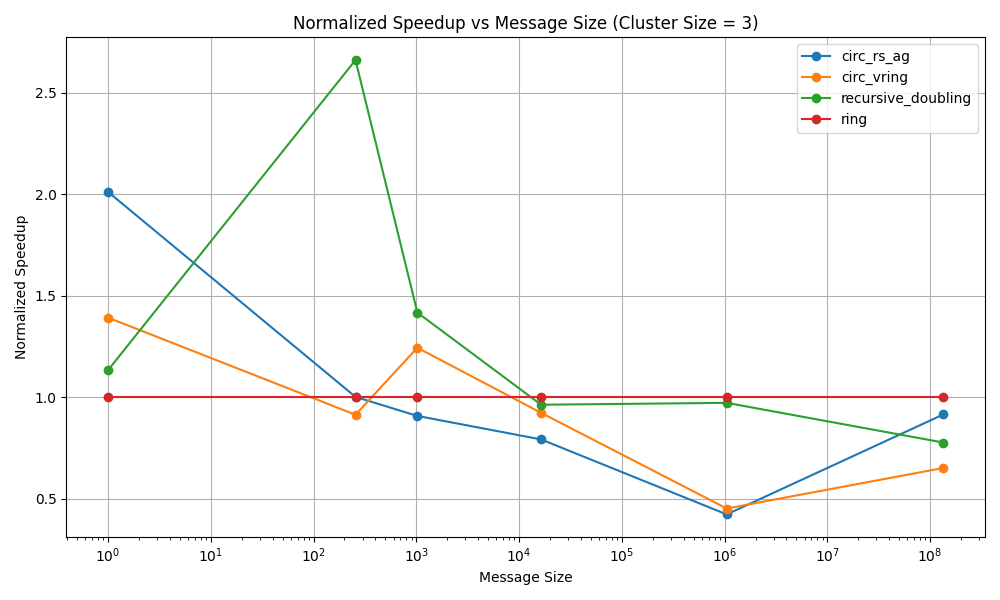 Normalized Speedup vs Message Size (Cluster Size = 3)
circ_rs_ag
circ_vring
recursive_doubling
ring
Normalized Speedup
2.5
2.0
1.5
1.0
0.5
10^0 10^1 10^2 10^3 10^4 10^5 10^6 10^7 10^8
Message Size